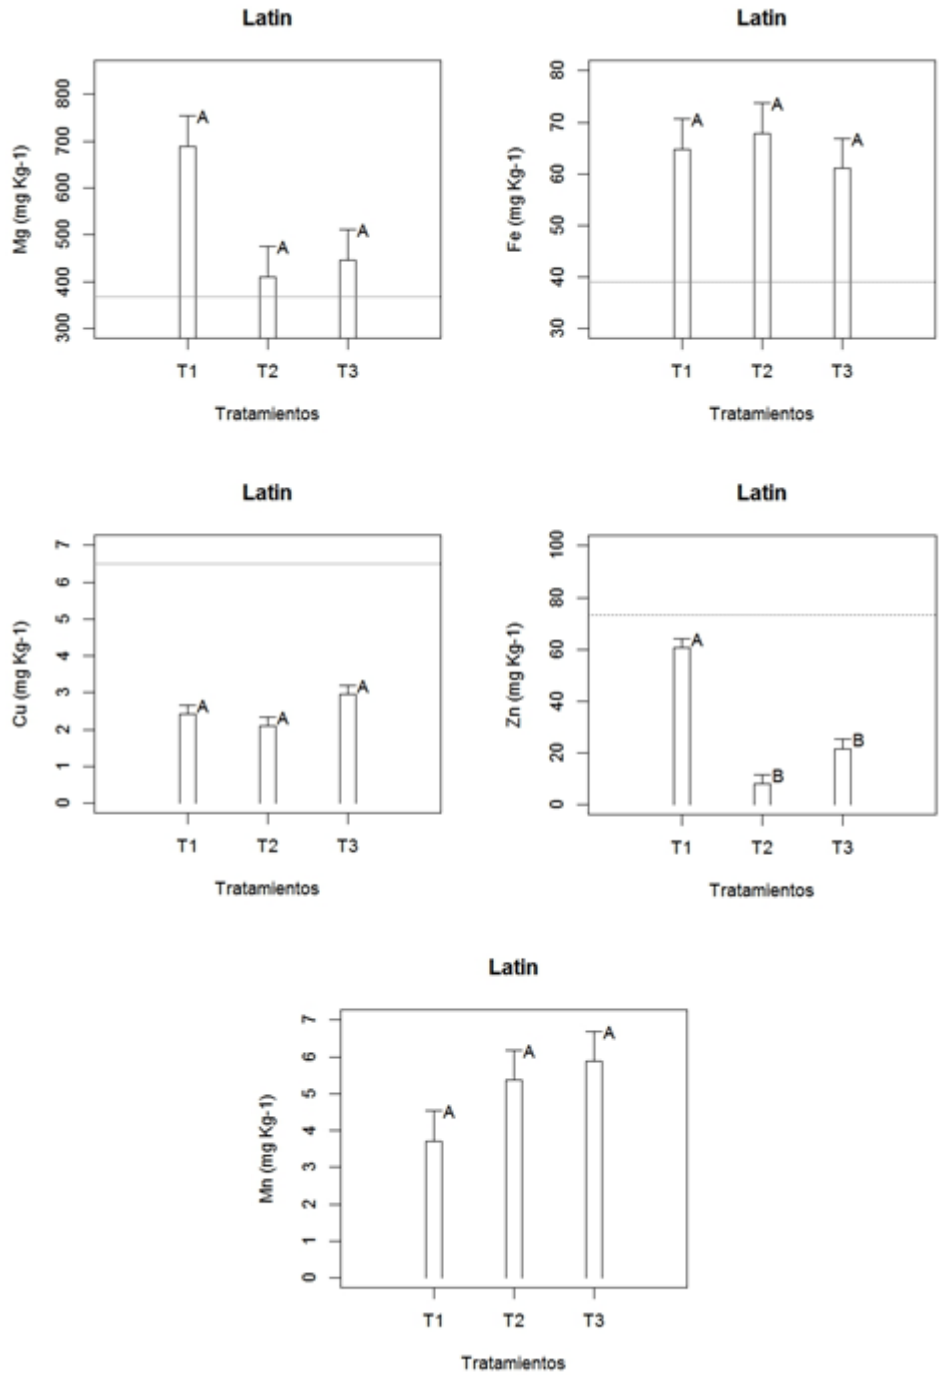 Latin
Mg (mg Kg-1)
800
700
600
500
400
300
A
A
A
T1 T2 T3
Tratamientos
Latin
Fe (mg Kg-1)
80
70
60
50
40
30
A
A
A
T1 T2 T3
Tratamientos
Latin
Cu (mg Kg-1)
7
6
5
4
3
2
1
0
A
A
A
T1 T2 T3
Tratamientos
Latin
Zn (mg Kg-1)
100
80
60
40
20
0
A
B
B
T1 T2 T3
Tratamientos
Latin
Mn (mg Kg-1)
7
6
5
4
3
2
1
0
A
A
A
T1 T2 T3
Tratamientos